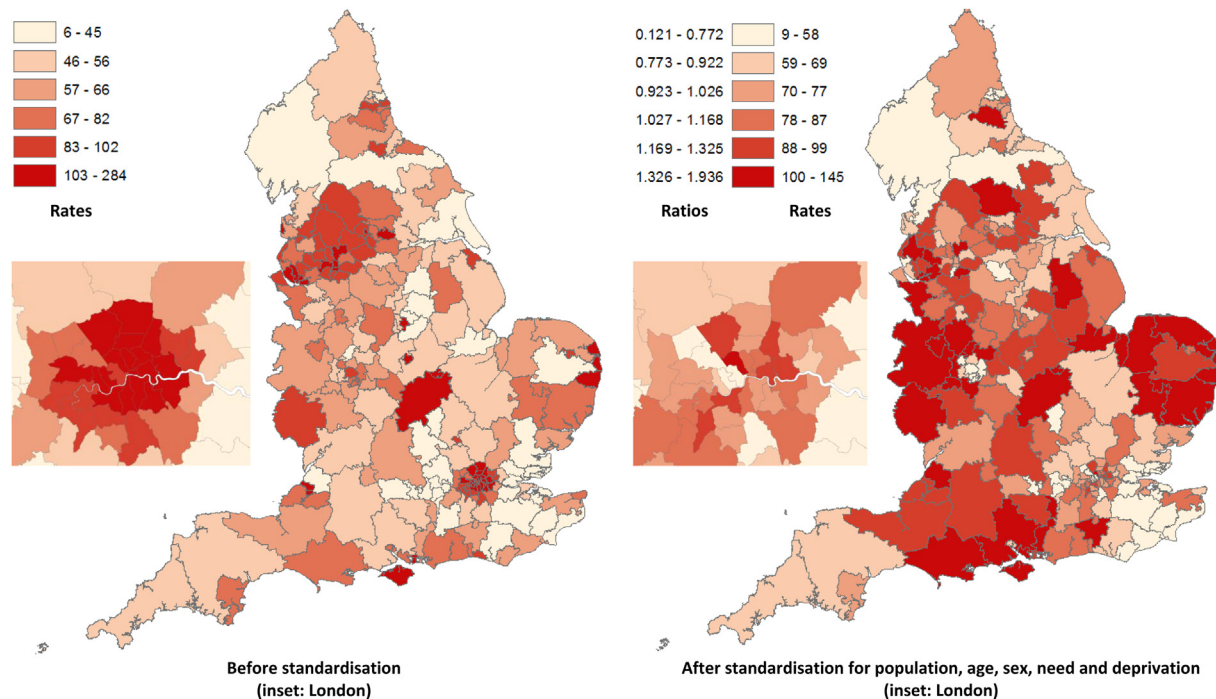 6 - 45
46 - 56
57 - 66
67 - 82
83 - 102
103 - 284
Rates
Before standardisation
(inset: London)
0.121 - 0.772 9 - 58
0.773 - 0.922 59 - 69
0.923 - 1.026 70 - 77
1.027 - 1.168 78 - 87
1.169 - 1.325 88 - 99
1.326 - 1.936 100 - 145
Ratios Rates
After standardisation for population, age, sex, need and deprivation
(inset: London)